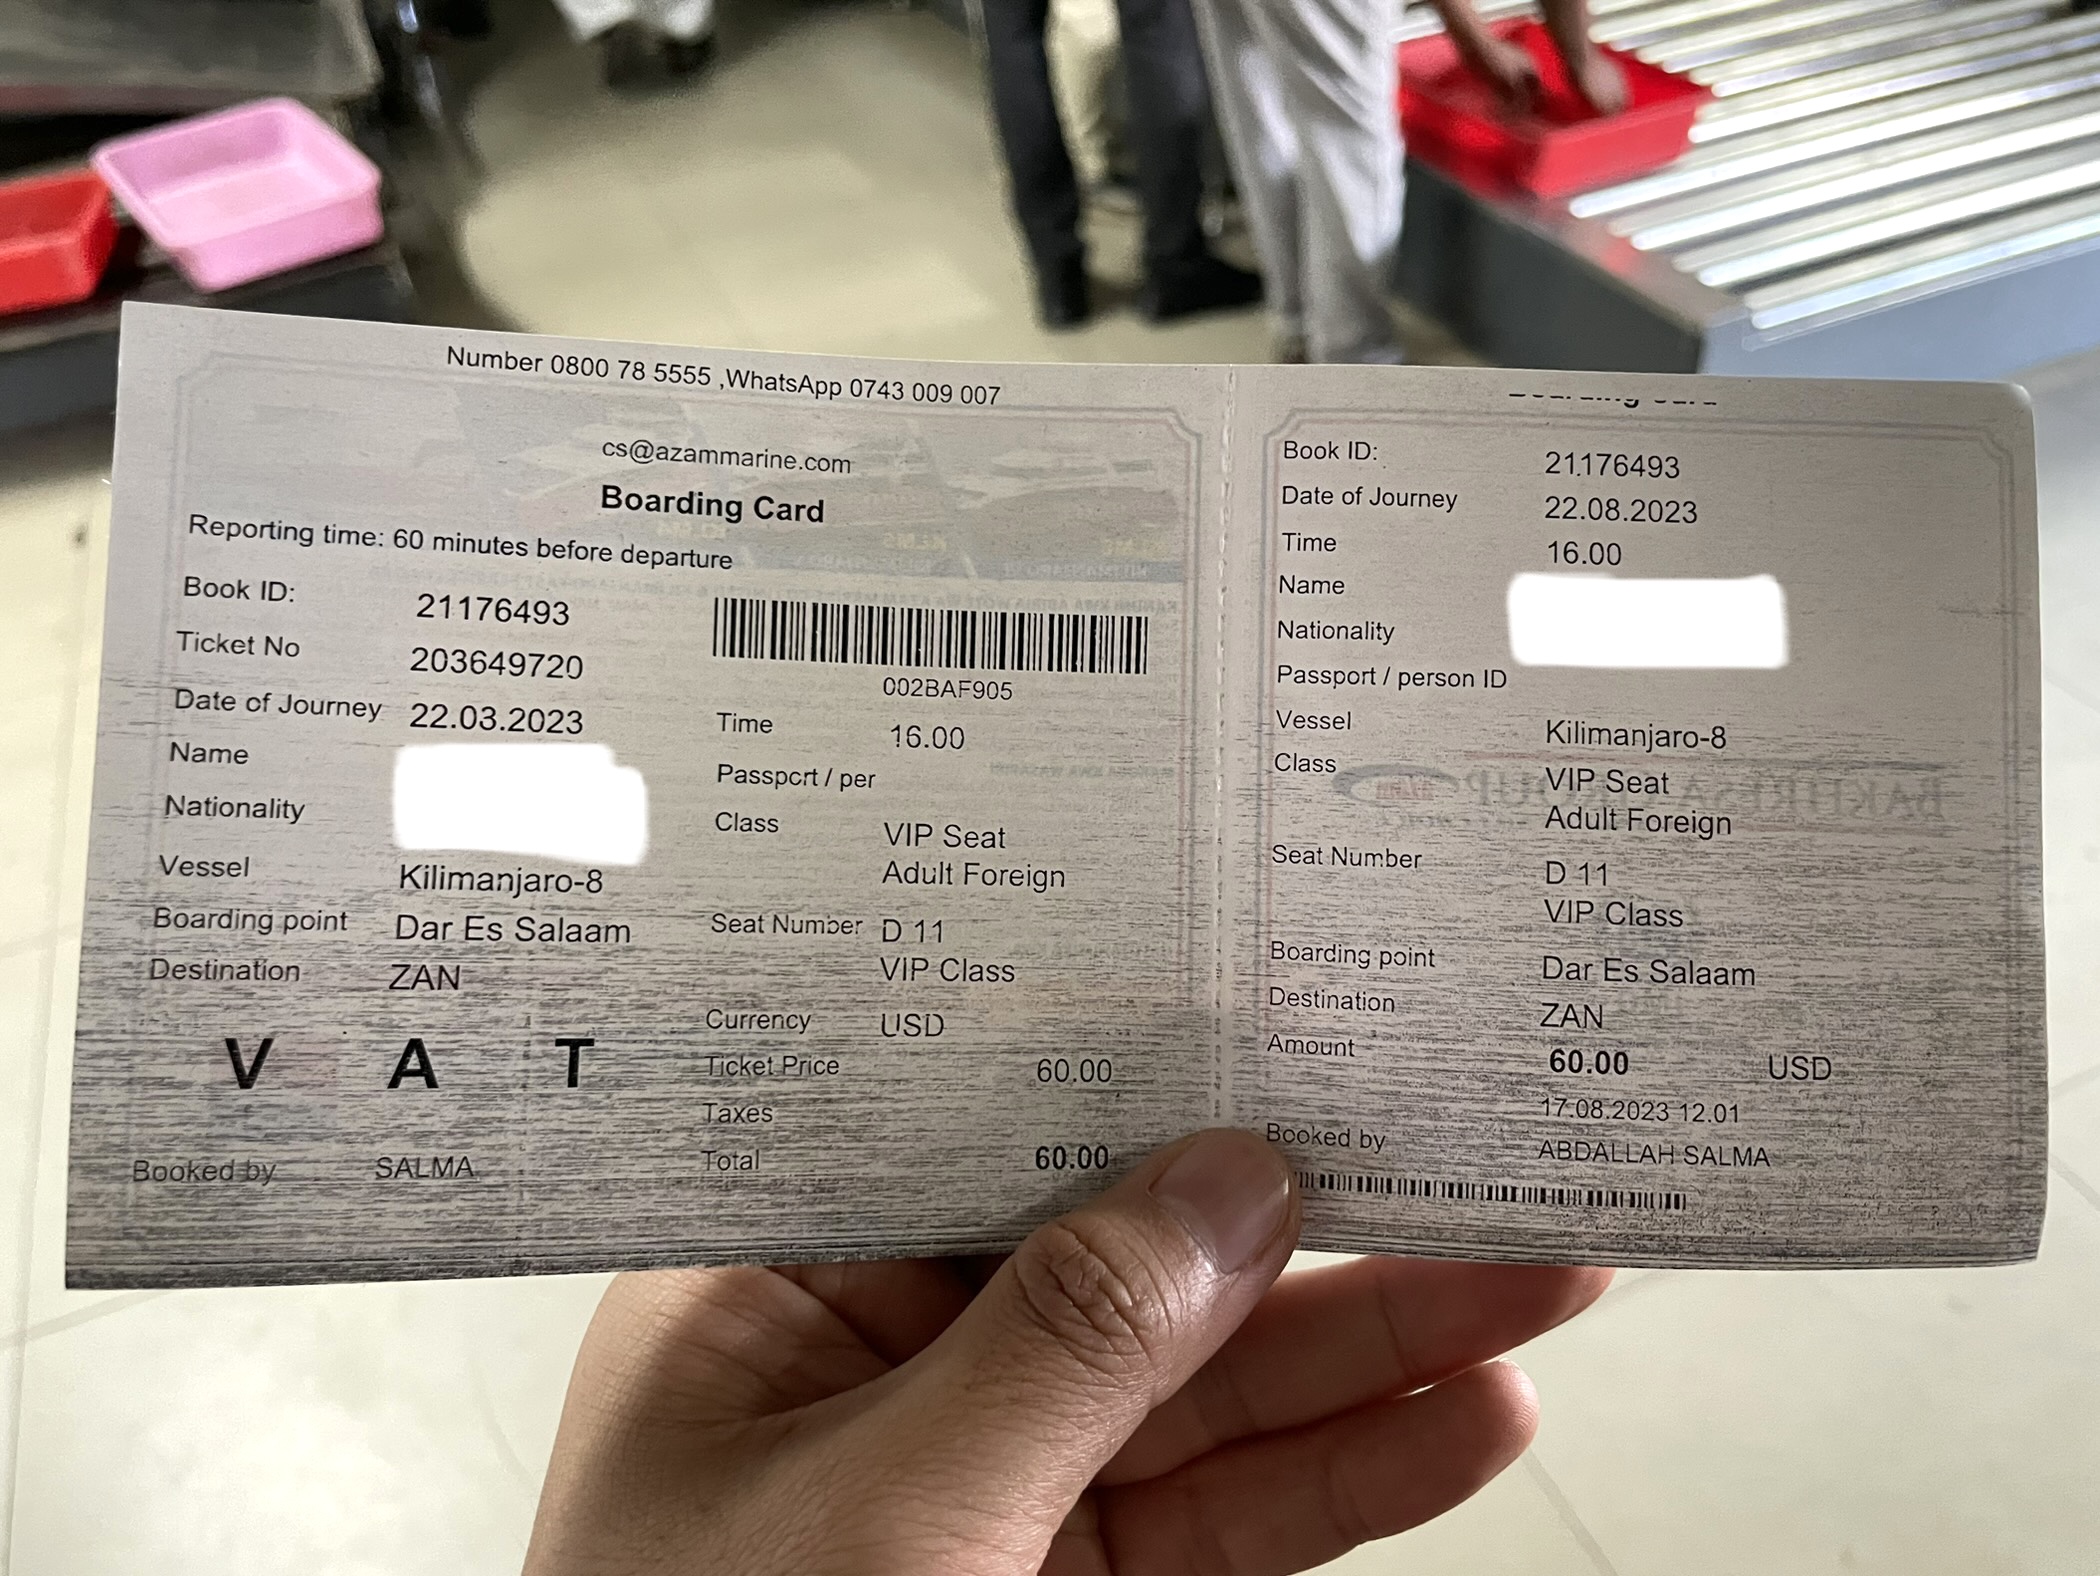 Number 0800 78 5555 ,WhatsApp 0743 009 007
cs@azammarine.com
Boarding Card
Reporting time: 60 minutes before departure
Book ID: 21176493
Ticket No 203649720
002BAF905
Date of Journey 22.03.2023
Time 16.00
Name
Passpcrt / per
Nationality
Class VIP Seat
Adult Foreign
Vessel Kilimanjaro-8
Boarding point Dar Es Salaam
Seat Number D 11
VIP Class
Destination ZAN
Currency USD
V A T
Ticket Price 60.00
Taxes
Total 60.00
Booked by SALMA
Book ID: 21176493
Date of Journey 22.08.2023
Time 16.00
Name
Nationality
Passport / person ID
Vessel Kilimanjaro-8
Class VIP Seat
Adult Foreign
Seat Number D 11
VIP Class
Boarding point Dar Es Salaam
Destination ZAN
Amount 60.00 USD
17.08.2023 12.01
Booked by ABDALLAH SALMA